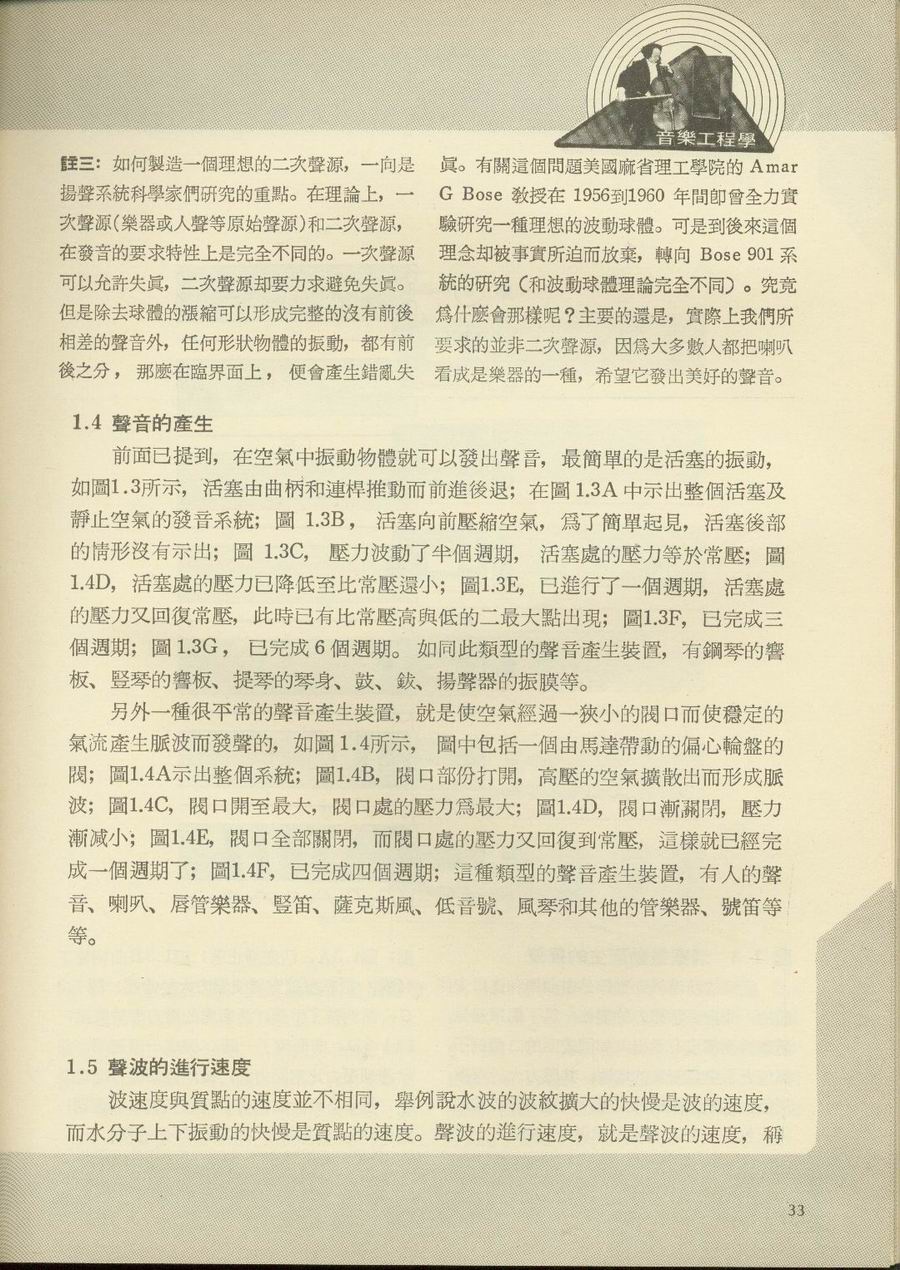 音樂工程學
註三：如何製造一個理想的二次聲源，一向是
揚聲系統科學家們研究的重點。在理論上，一
次聲源(樂器或人聲等原始聲源)和二次聲源，
在發音的要求特性上是完全不同的。一次聲源
可以允許失眞，二次聲源却要力求避免失眞。
但是除去球體的漲縮可以形成完整的沒有前後
相差的聲音外，任何形狀物體的振動，都有前
後之分，那麽在臨界面上，便會產生錯亂失
眞。有關這個問題美國麻省理工學院的 Amar
G Bose 敎授在 1956到1960 年間卽曾全力實
驗研究一種理想的波動球體。可是到後來這個
理念却被事實所迫而放棄，轉向 Bose 901 系
統的研究（和波動球體理論完全不同）。究竟
爲什麽會那樣呢？主要的還是，實際上我們所
要求的並非二次聲源，因爲大多數人都把喇叭
看成是樂器的一種，希望它發出美好的聲音。
1.4 聲音的產生
前面已提到，在空氣中振動物體就可以發出聲音，最簡單的是活塞的振動，
如圖1.3所示，活塞由曲柄和連桿推動而前進後退；在圖 1.3A 中示出整個活塞及
靜止空氣的發音系統；圖 1.3B，活塞向前壓縮空氣，爲了簡單起見，活塞後部
的情形沒有示出；圖 1.3C，壓力波動了半個週期，活塞處的壓力等於常壓；圖
1.4D，活塞處的壓力已降低至比常壓還小；圖1.3E，已進行了一個週期，活塞處
的壓力又回復常壓，此時已有比常壓高與低的二最大點出現；圖1.3F，已完成三
個週期；圖 1.3G，已完成 6 個週期。如同此類型的聲音產生裝置，有鋼琴的響
板、豎琴的響板、提琴的琴身、鼓、鈸、揚聲器的振膜等。
另外一種很平常的聲音產生裝置，就是使空氣經過一狹小的閥口而使穩定的
氣流產生脈波而發聲的，如圖 1.4所示，圖中包括一個由馬達帶動的偏心輪盤的
閥；圖1.4A示出整個系統；圖1.4B，閥口部份打開，高壓的空氣擴散出而形成脈
波；圖1.4C，閥口開至最大，閥口處的壓力爲最大；圖1.4D，閥口漸關閉，壓力
漸減小；圖1.4E，閥口全部關閉，而閥口處的壓力又回復到常壓，這樣就已經完
成一個週期了；圖1.4F，已完成四個週期；這種類型的聲音產生裝置，有人的聲
音、喇叭、唇管樂器、豎笛、薩克斯風、低音號、風琴和其他的管樂器、號笛等
等。
1.5 聲波的進行速度
波速度與質點的速度並不相同，舉例說水波的波紋擴大的快慢是波的速度，
而水分子上下振動的快慢是質點的速度。聲波的進行速度，就是聲波的速度，稱
33